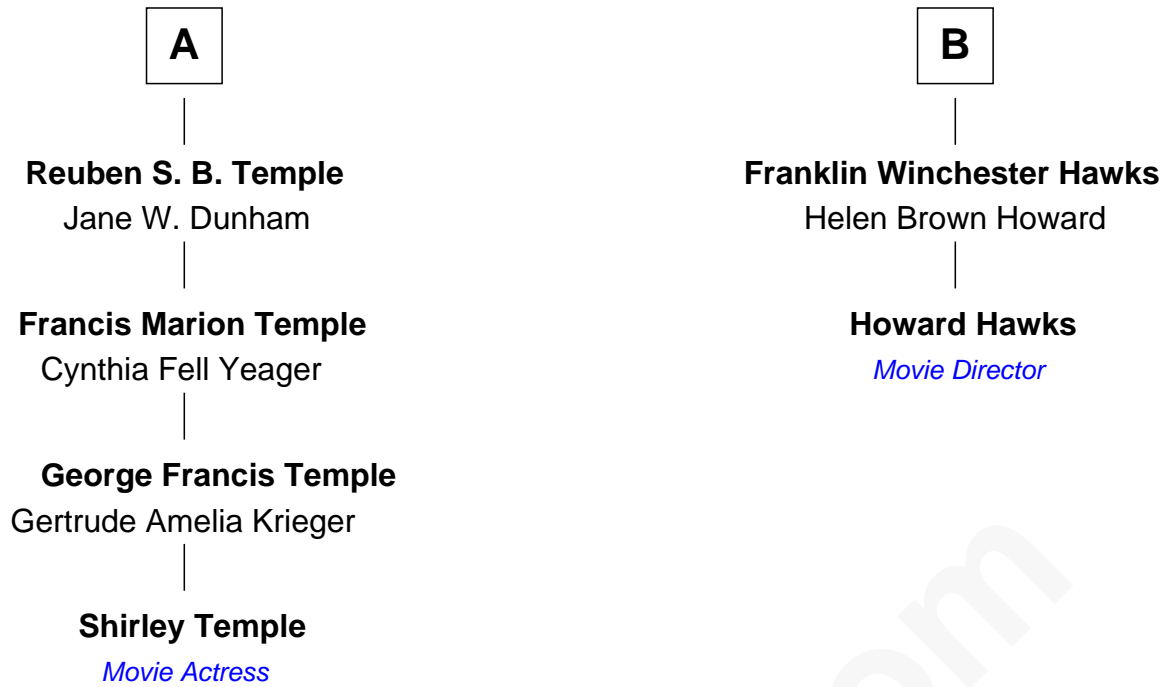 A
Reuben S. B. Temple
Jane W. Dunham
Francis Marion Temple
Cynthia Fell Yeager
George Francis Temple
Gertrude Amelia Krieger
Shirley Temple
Movie Actress
B
Franklin Winchester Hawks
Helen Brown Howard
Howard Hawks
Movie Director
om